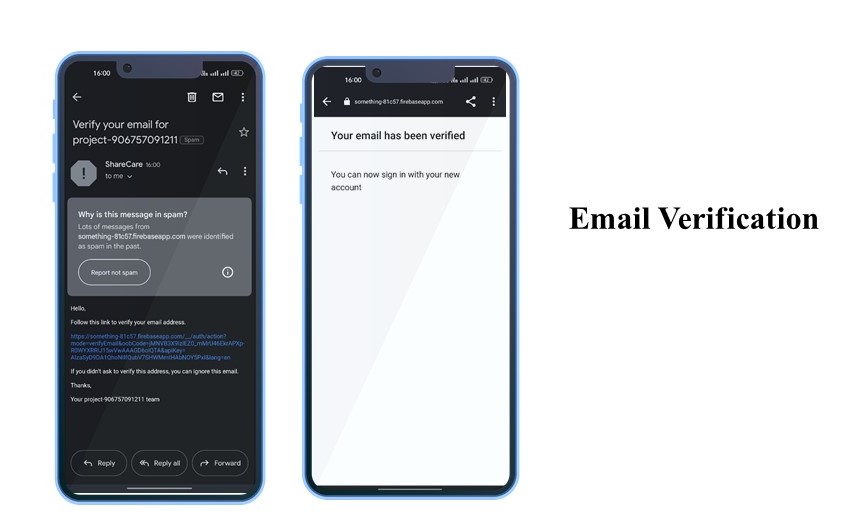 16:00
Verify your email for
project-906757091211 Spam
ShareCare 16:00
to me
Why is this message in spam?
Lots of messages from
something-81c57.firebaseapp.com were identified
as spam in the past.
Report not spam
Hello,
Follow this link to verify your email address.
https://something-81c57.firebaseapp.com/__/auth/action?
If you didn't ask to verify this address, you can ignore this email.
Thanks,
Your project-906757091211 team
Reply
Reply all
Forward
16:00
something-81c57.firebaseapp.com
Your email has been verified
You can now sign in with your new
account
Email Verification